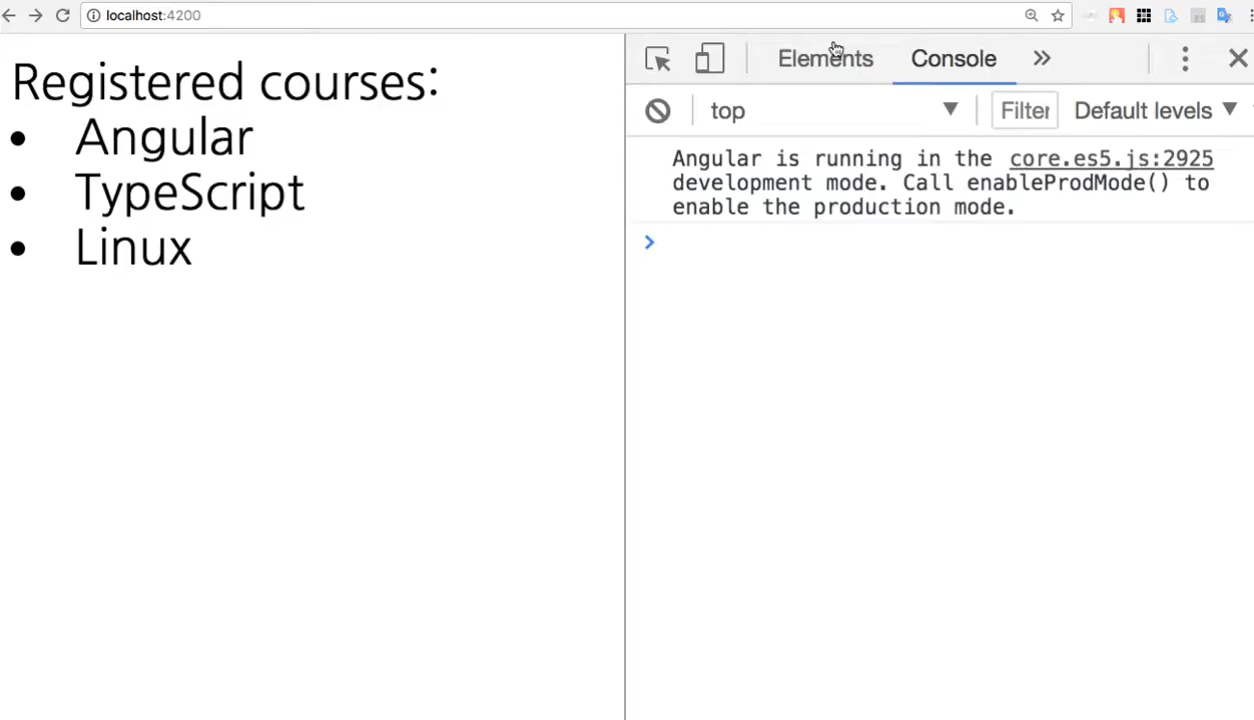 localhost:4200
Registered courses:
• Angular
• TypeScript
• Linux
Elements Console »
top ▼ Filter Default levels ▼
Angular is running in the core.es5.js:2925
development mode. Call enableProdMode() to
enable the production mode.
>